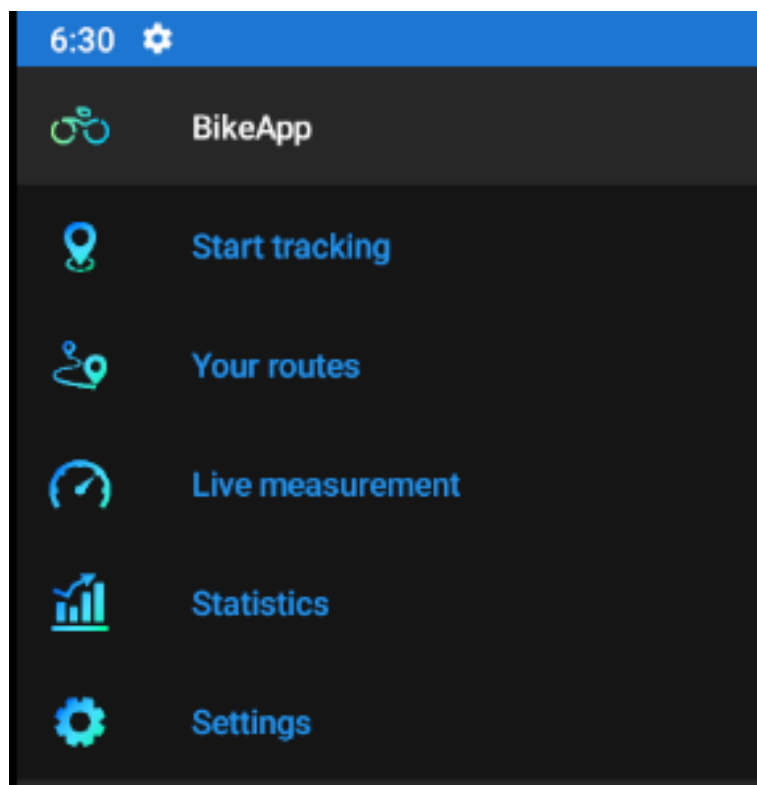 6:30
BikeApp
Start tracking
Your routes
Live measurement
Statistics
Settings